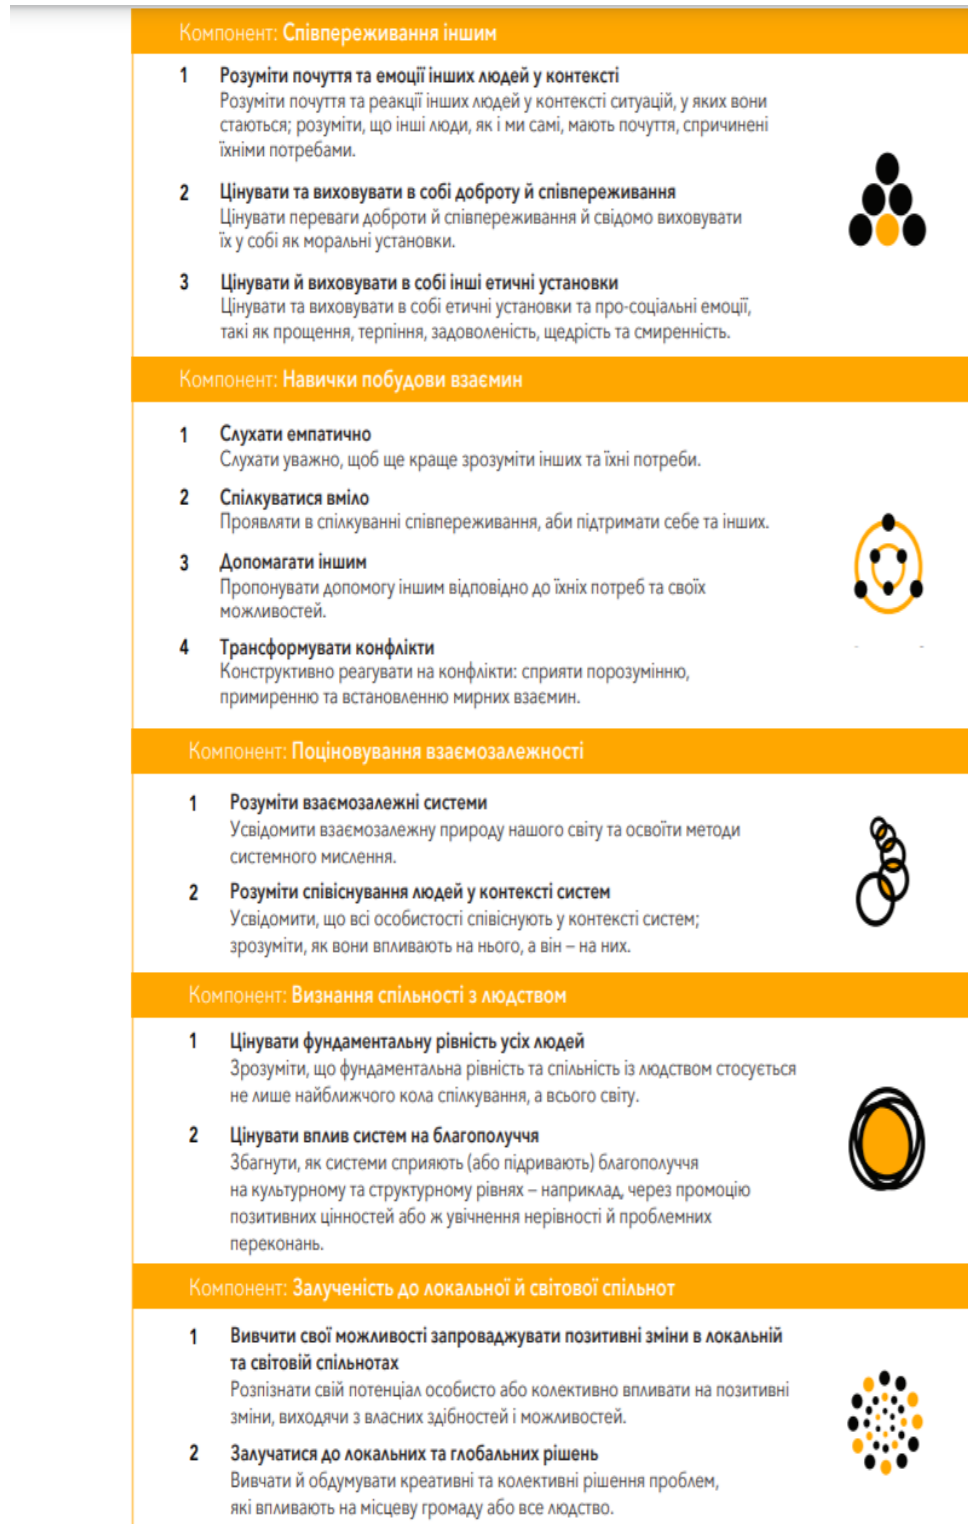 Компонент: Співпереживання іншим
1 Розуміти почуття та емоції інших людей у контексті
Розуміти почуття та реакції інших людей у контексті ситуацій, у яких вони
стаються; розуміти, що інші люди, як і ми самі, мають почуття, спричинені
їхніми потребами.
2 Цінувати та виховувати в собі доброту й співпереживання
Цінувати переваги доброти й співпереживання й свідомо виховувати
їх у собі як моральні установки.
3 Цінувати й виховувати в собі інші етичні установки
Цінувати та виховувати в собі етичні установки та про-соціальні емоції,
такі як прощення, терпіння, задоволеність, щедрість та смиренність.
Компонент: Навички побудови взаємин
1 Слухати емпатично
Слухати уважно, щоб ще краще зрозуміти інших та їхні потреби.
2 Спілкуватися вміло
Проявляти в спілкуванні співпереживання, аби підтримати себе та інших.
3 Допомагати іншим
Пропонувати допомогу іншим відповідно до їхніх потреб та своїх
можливостей.
4 Трансформувати конфлікти
Конструктивно реагувати на конфлікти: сприяти порозумінню,
примиренню та встановленню мирних взаємин.
Компонент: Поціновування взаємозалежності
1 Розуміти взаємозалежні системи
Усвідомити взаємозалежну природу нашого світу та освоїти методи
системного мислення.
2 Розуміти співіснування людей у контексті систем
Усвідомити, що всі особистості співіснують у контексті систем;
зрозуміти, як вони впливають на нього, а він – на них.
Компонент: Визнання спільності з людством
1 Цінувати фундаментальну рівність усіх людей
Зрозуміти, що фундаментальна рівність та спільність із людством стосується
не лише найближчого кола спілкування, а всього світу.
2 Цінувати вплив систем на благополуччя
Збагнути, як системи сприяють (або підривають) благополуччя
на культурному та структурному рівнях – наприклад, через промоцію
позитивних цінностей або ж увічнення нерівності й проблемних
переконань.
Компонент: Залученість до локальної й світової спільнот
1 Вивчити свої можливості запроваджувати позитивні зміни в локальній
та світовій спільнотах
Розпізнати свій потенціал особисто або колективно впливати на позитивні
зміни, виходячи з власних здібностей і можливостей.
2 Залучатися до локальних та глобальних рішень
Вивчати й обдумувати креативні та колективні рішення проблем,
які впливають на місцеву громаду або все людство.